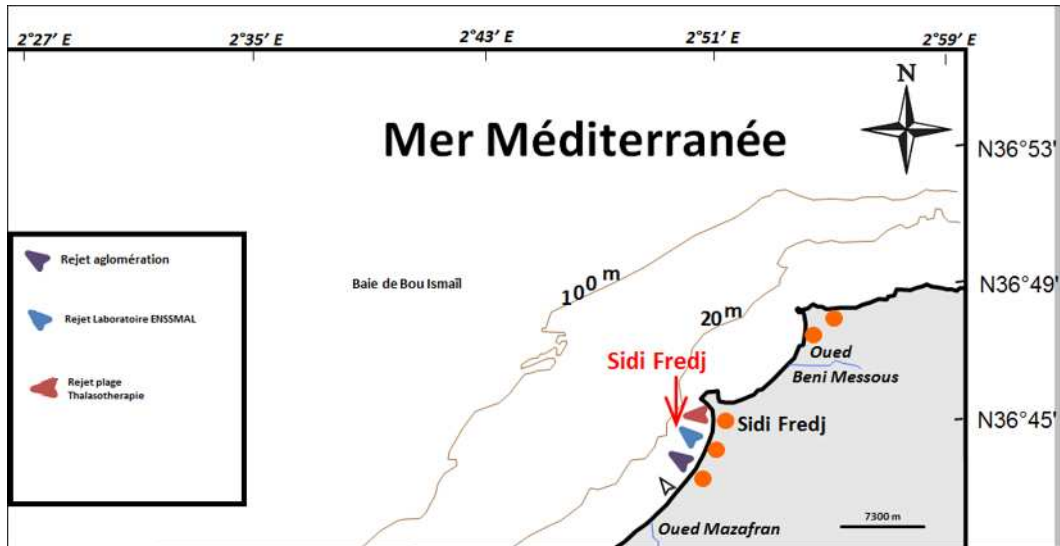 2°27' E
2°35' E
2°43' E
2°51' E
2°59' E
N
Mer Méditerranée
N36°53'
Rejet aglomération
Baie de Bou Ismaïl
100 m
N36°49'
Rejet Laboratoire ENSSMAL
20 m
Oued
Beni Messous
Sidi Fredj
Rejet plage
Thalasotherapie
Sidi Fredj
N36°45'
7300 m
Oued Mazafran